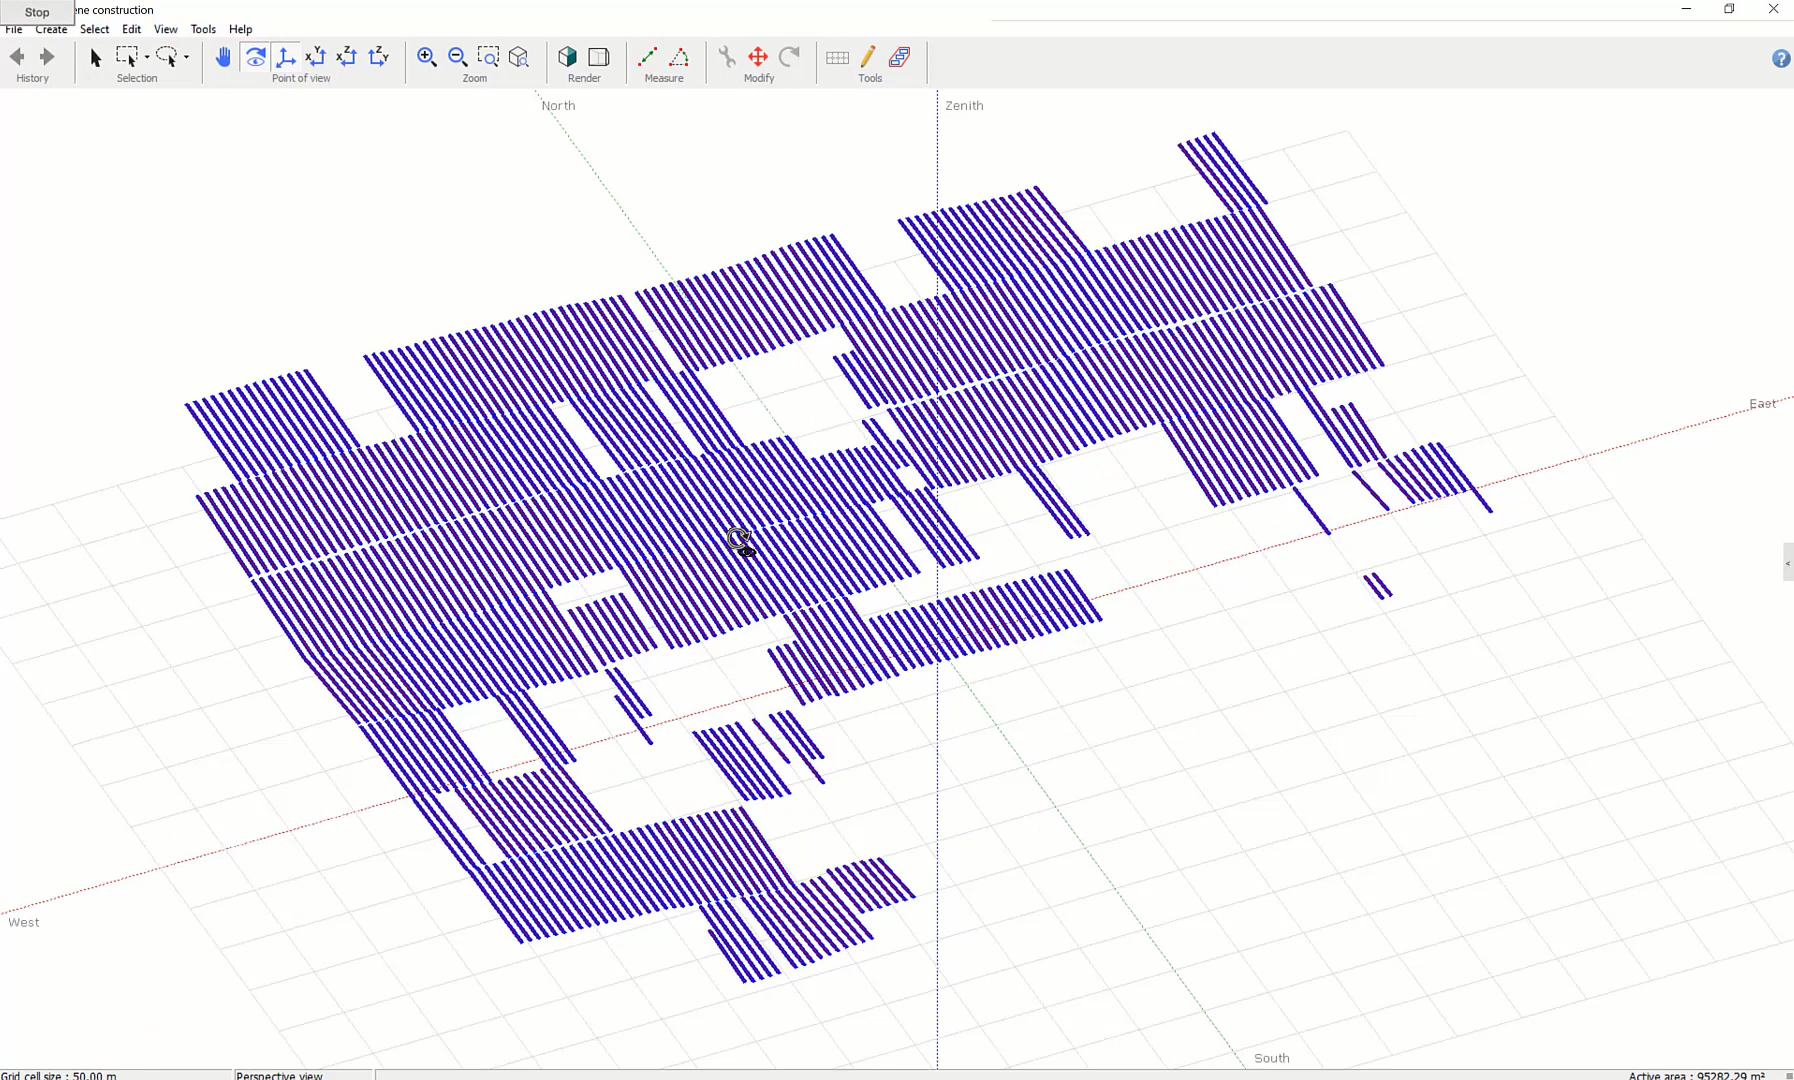 Stop
ene construction
File Create Select Edit View Tools Help
History
Selection
Point of view
Zoom
Render
Measure
Modify
Tools
North
Zenith
East
West
South
Grid cell size : 50.00 m
Perspective view
Active area : 95282.29 m²